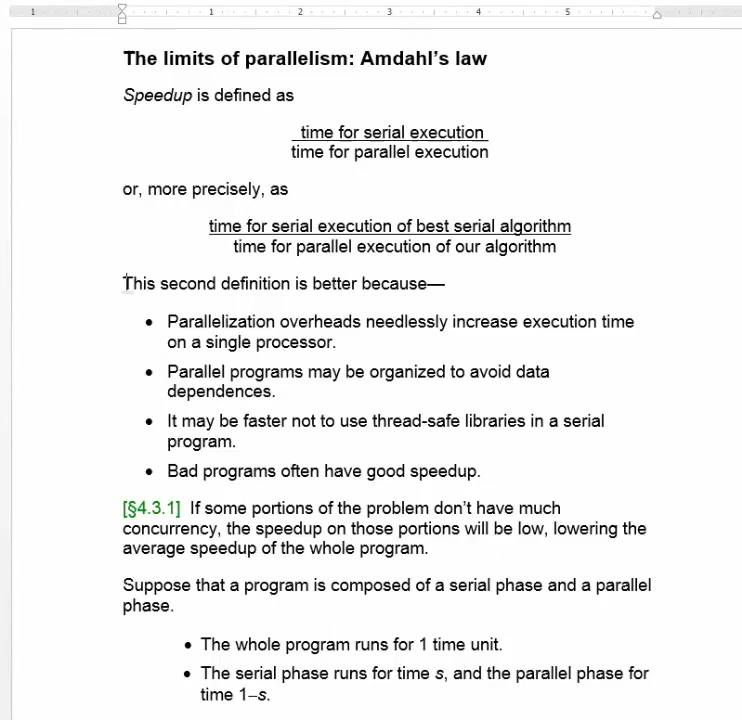 1 1 2 3 4 5
The limits of parallelism: Amdahl's law
Speedup is defined as
time for serial execution
time for parallel execution
or, more precisely, as
time for serial execution of best serial algorithm
time for parallel execution of our algorithm
This second definition is better because—
• Parallelization overheads needlessly increase execution time
on a single processor.
• Parallel programs may be organized to avoid data
dependences.
• It may be faster not to use thread-safe libraries in a serial
program.
• Bad programs often have good speedup.
[§4.3.1] If some portions of the problem don't have much
concurrency, the speedup on those portions will be low, lowering the
average speedup of the whole program.
Suppose that a program is composed of a serial phase and a parallel
phase.
• The whole program runs for 1 time unit.
• The serial phase runs for time s, and the parallel phase for
time 1–s.